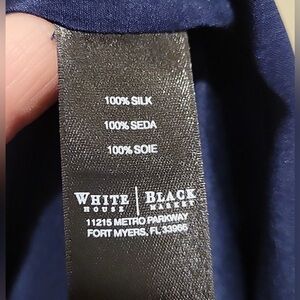 100% SILK
100% SEDA
100% SOIE
WHITE HOUSE | BLACK MARKET
11215 METRO PARKWAY
FORT MYERS, FL 33966